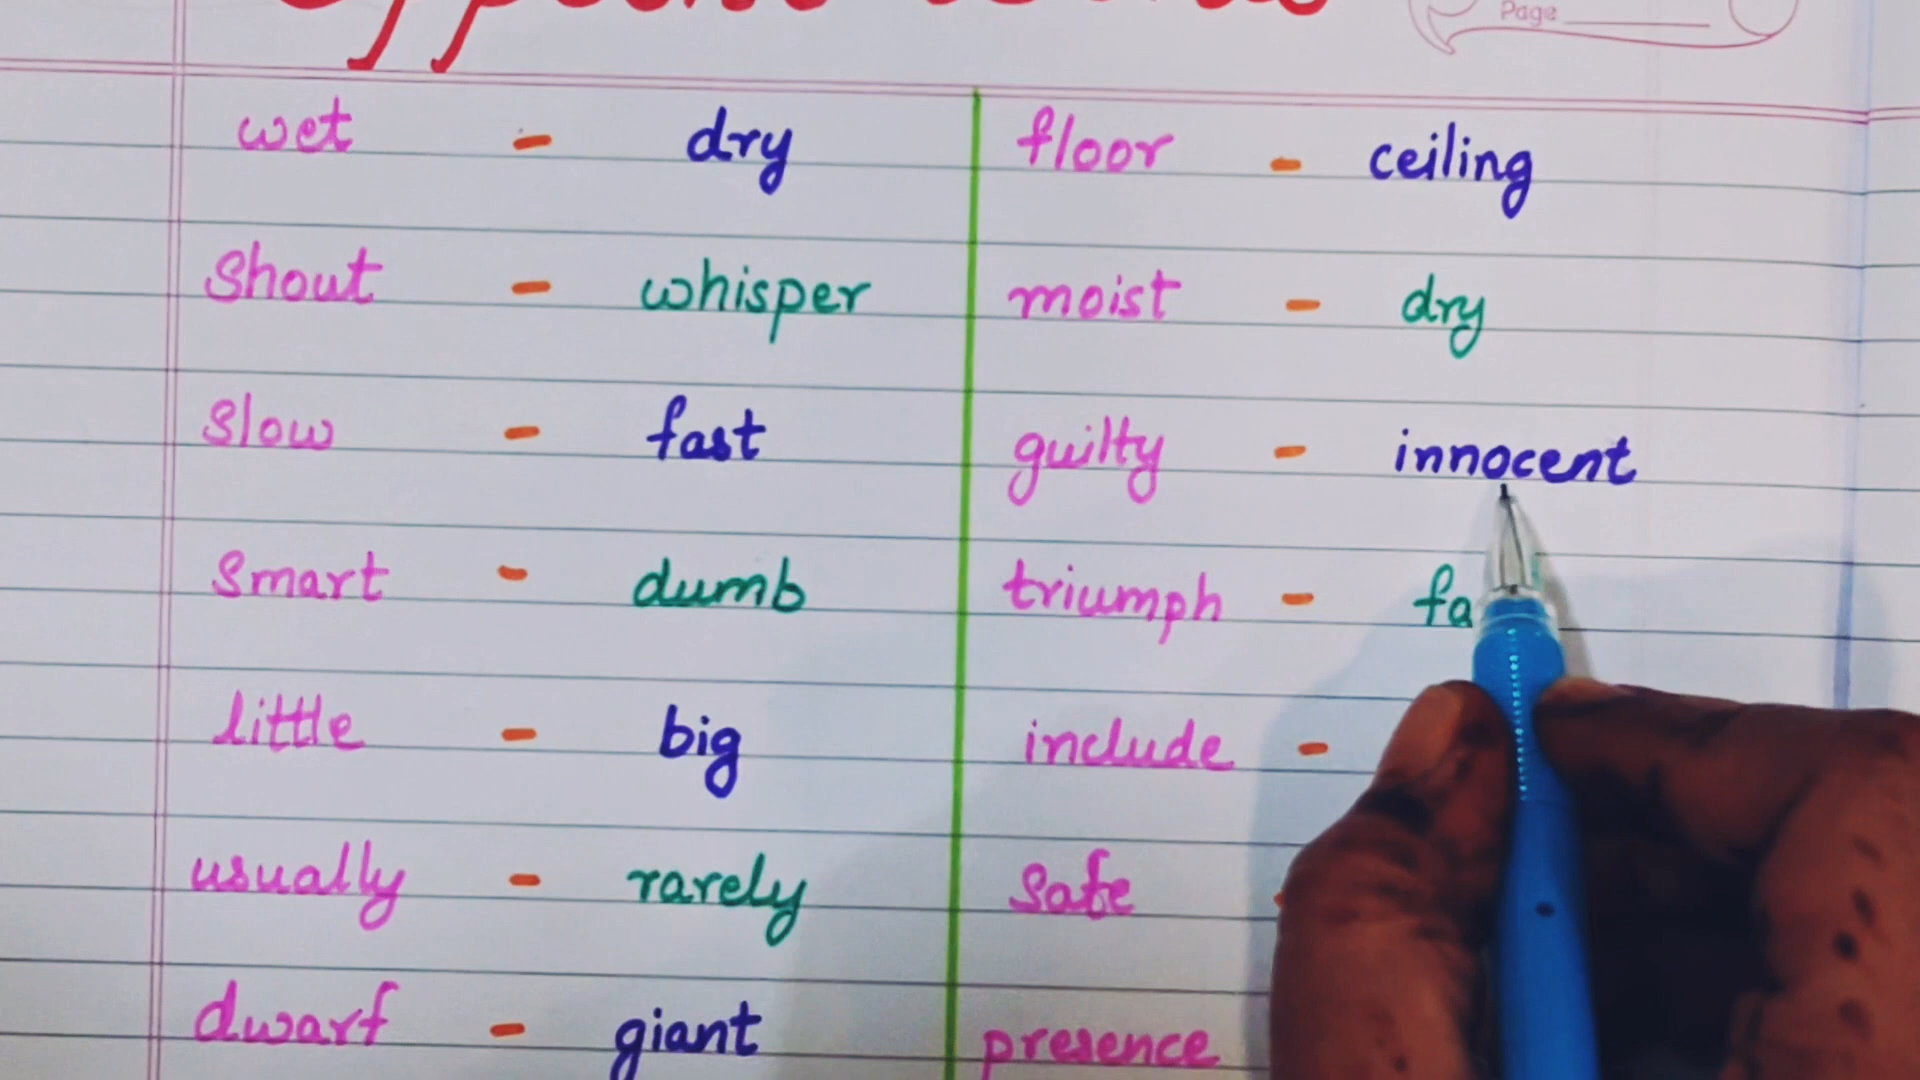 Page
wet - dry
shout - whisper
slow - fast
smart - dumb
little - big
usually - rarely
dwarf - giant
floor - ceiling
moist - dry
guilty - innocent
triumph -
include -
safe
presence